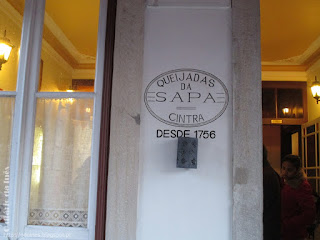 QUEIJADAS
DA
SAPA
CINTRA
DESDE 1756